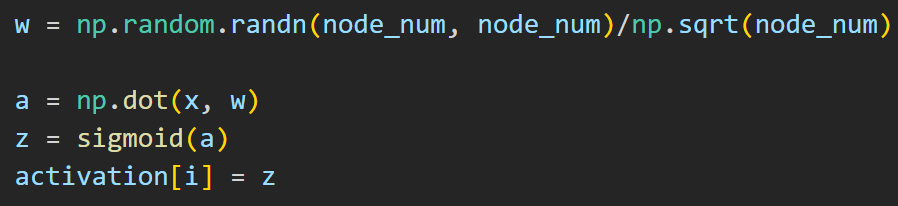 w = np.random.randn(node_num, node_num)/np.sqrt(node_num)
a = np.dot(x, w)
z = sigmoid(a)
activation[i] = z